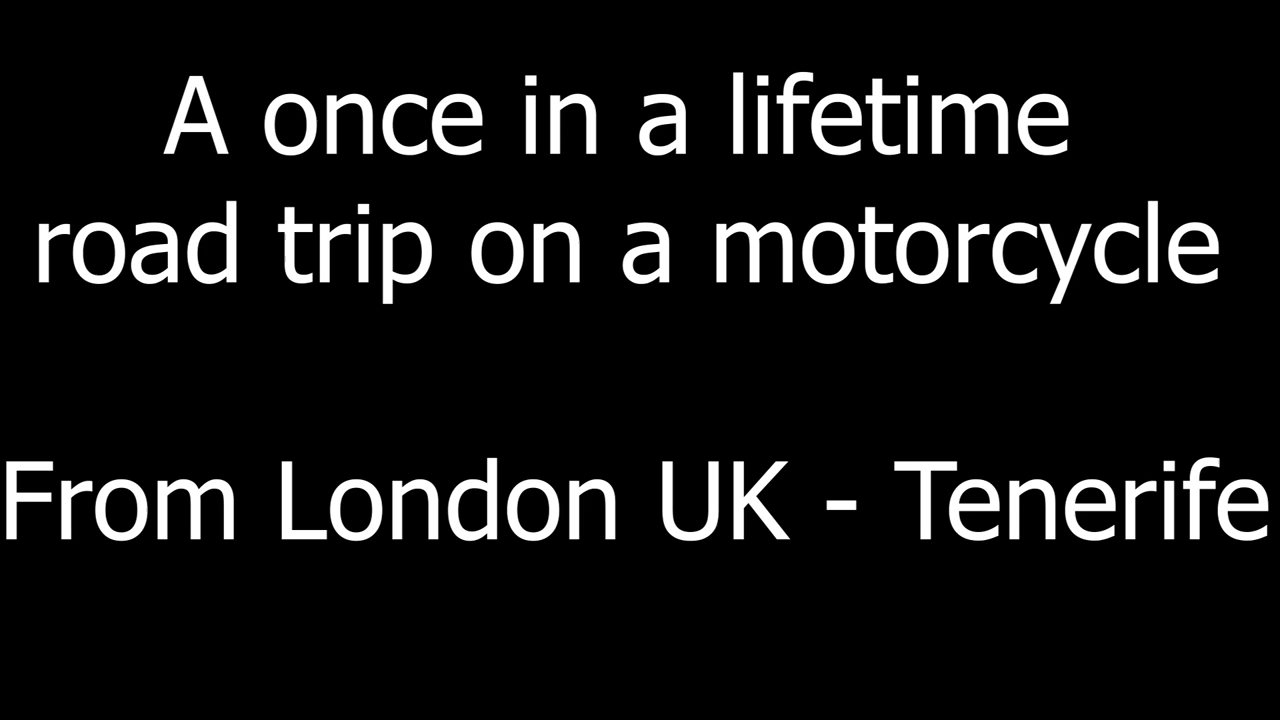 A once in a lifetime
road trip on a motorcycle
From London UK - Tenerife